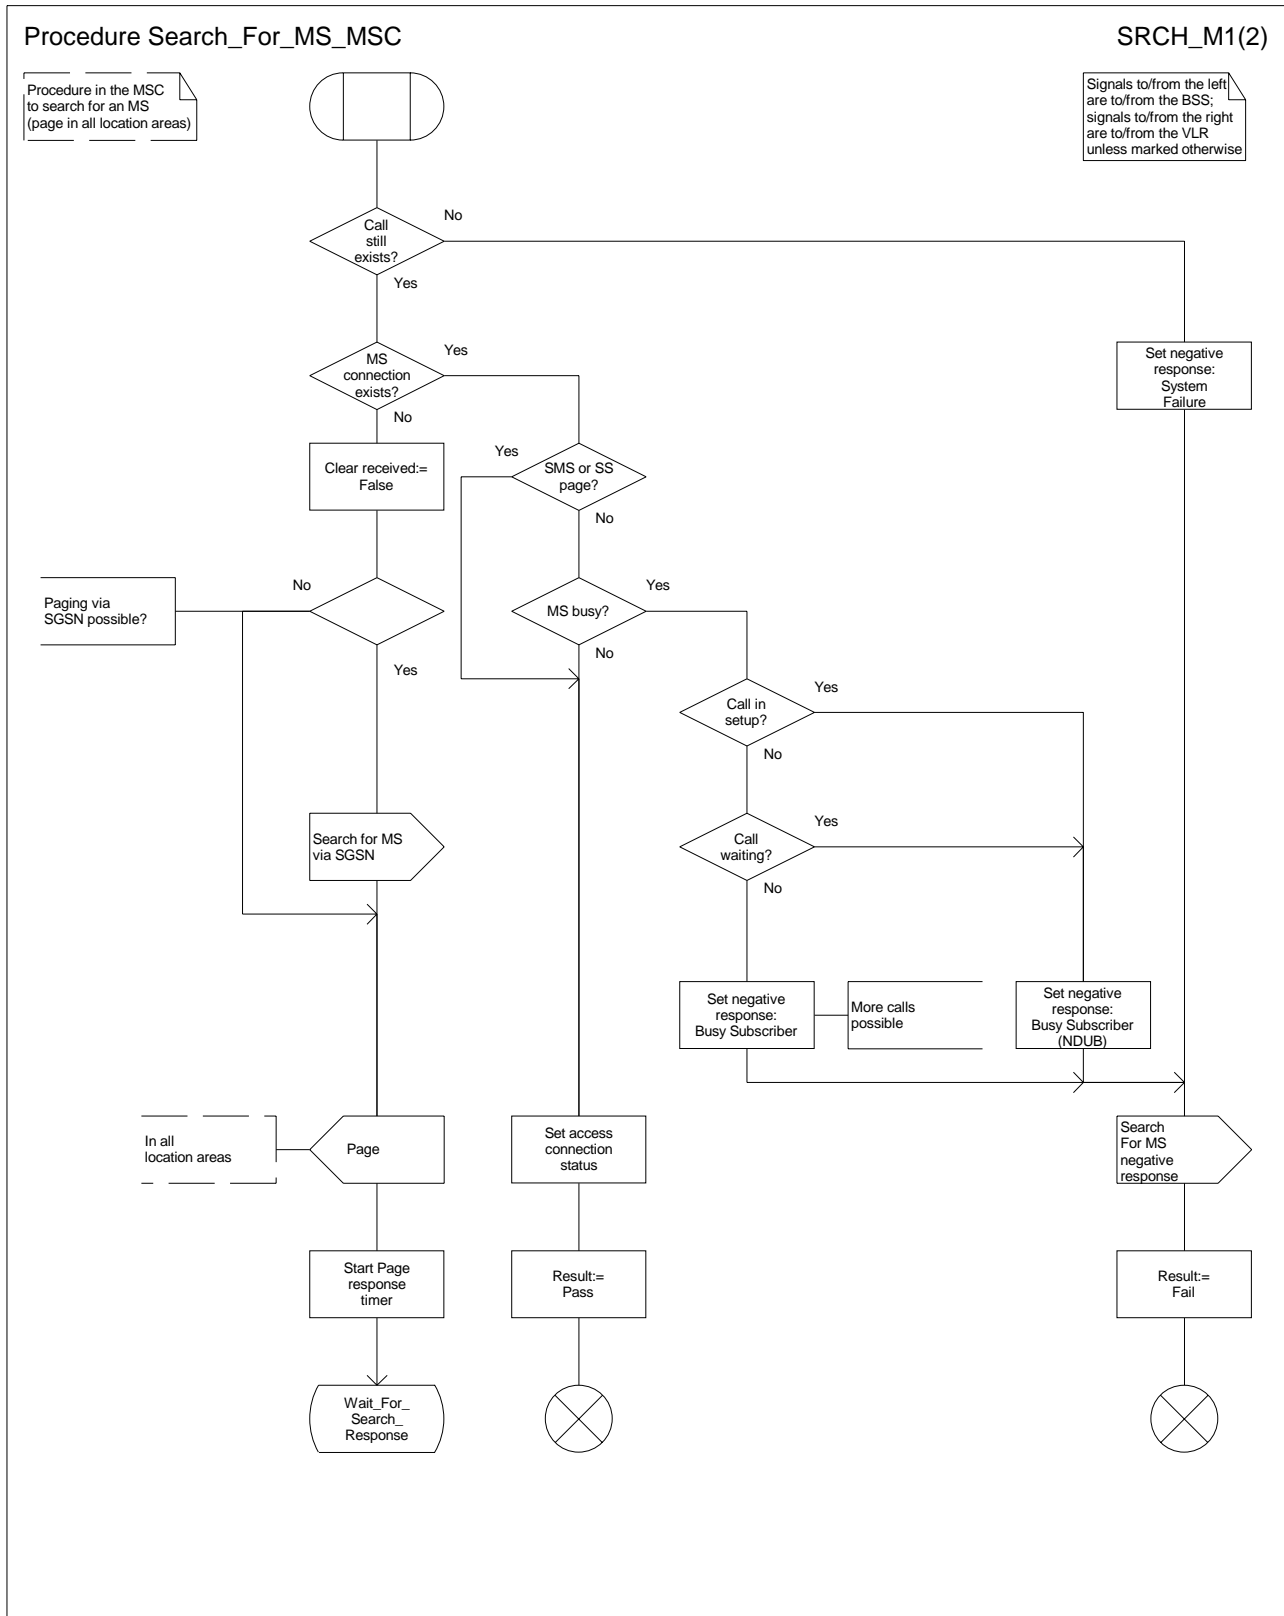 Procedure Search_For_MS_MSC
SRCH_M1(2)
Procedure in the MSC
to search for an MS
(page in all location areas)
Signals to/from the left
are to/from the BSS;
signals to/from the right
are to/from the VLR
unless marked otherwise
Call
still
exists?
No
Yes
MS
connection
exists?
Yes
No
Set negative
response:
System
Failure
Clear received:=
False
Yes
SMS or SS
page?
No
Paging via
SGSN possible?
No
Yes
MS busy?
Yes
No
Call in
setup?
Yes
No
Search for MS
via SGSN
Call
waiting?
Yes
No
Set negative
response:
Busy Subscriber
More calls
possible
Set negative
response:
Busy Subscriber
(NDUB)
In all
location areas
Page
Set access
connection
status
Search
For MS
negative
response
Start Page
response
timer
Result:=
Pass
Result:=
Fail
Wait_For_
Search_
Response